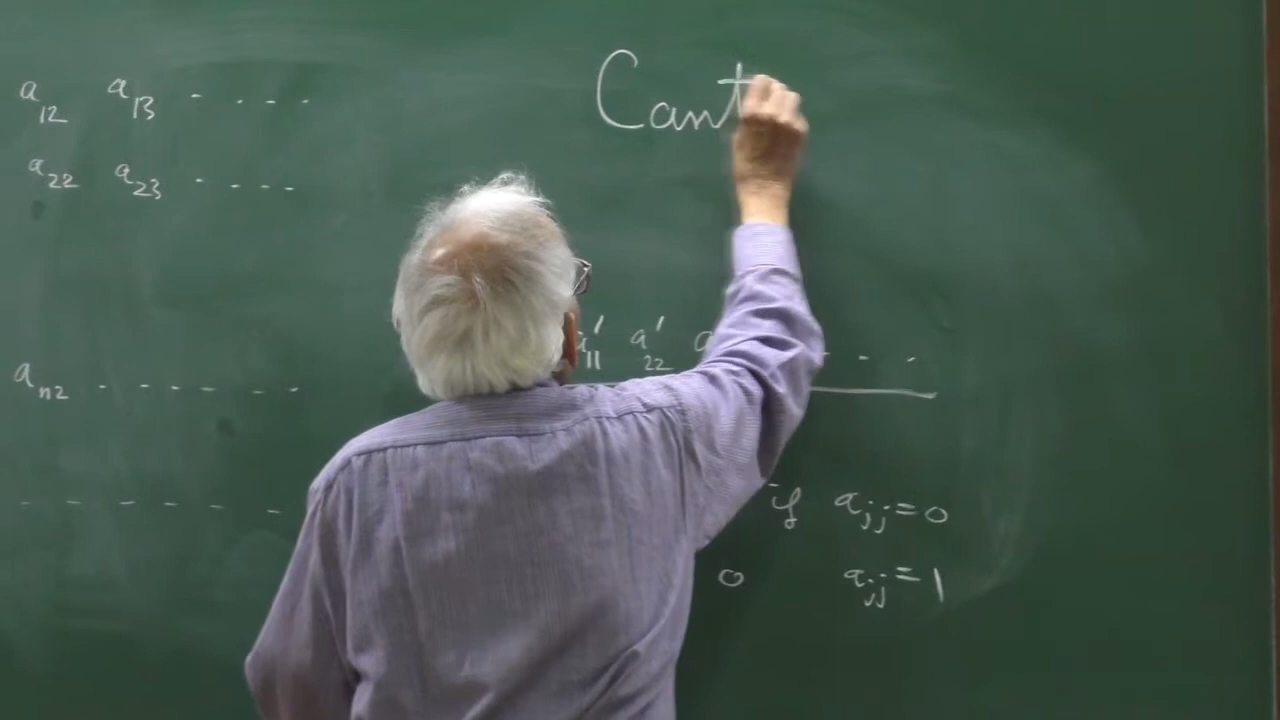 Cant
a₁₂ a₁₃ - . . . .
a₂₂ a₂₃ - . . . .
a′₁₁ a′₂₂ . . .
aₙ₂ . . . . . . .
- - - - - -
if aⱼⱼ = 0
0 aⱼⱼ = 1